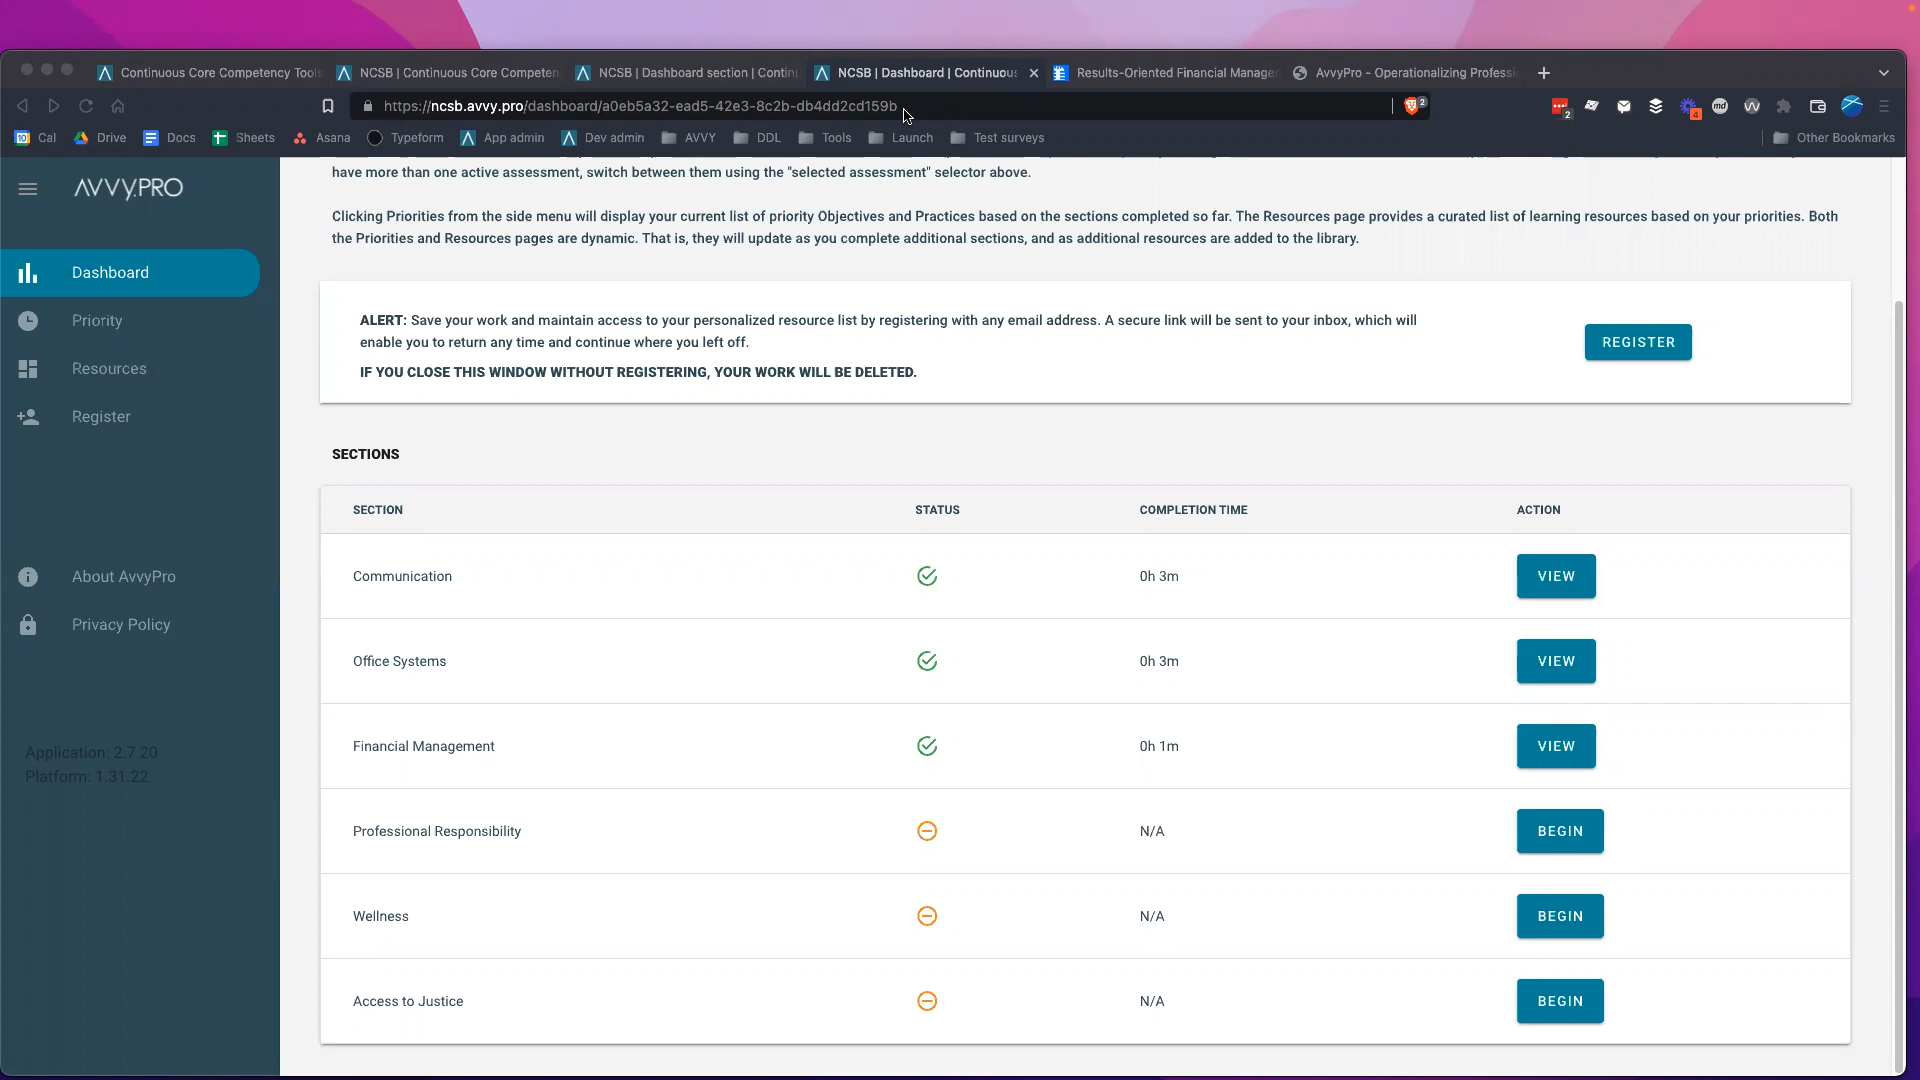 Continuous Core Competency Tools
NCSB | Continuous Core Competen
NCSB | Dashboard section | Contin
NCSB | Dashboard | Continuous
Results-Oriented Financial Manager
AvvyPro - Operationalizing Profess
https://ncsb.avvy.pro/dashboard/a0eb5a32-ead5-42e3-8c2b-db4dd2cd159b
2
2
4
md
10
Cal
Drive
Docs
Sheets
Asana
Typeform
App admin
Dev admin
AVVY
DDL
Tools
Launch
Test surveys
Other Bookmarks
AVVY.PRO
Dashboard
Priority
Resources
Register
About AvvyPro
Privacy Policy
Application: 2.7.20
Platform: 1.31.22
have more than one active assessment, switch between them using the "selected assessment" selector above.
Clicking Priorities from the side menu will display your current list of priority Objectives and Practices based on the sections completed so far. The Resources page provides a curated list of learning resources based on your priorities. Both
the Priorities and Resources pages are dynamic. That is, they will update as you complete additional sections, and as additional resources are added to the library.
ALERT: Save your work and maintain access to your personalized resource list by registering with any email address. A secure link will be sent to your inbox, which will
enable you to return any time and continue where you left off.
IF YOU CLOSE THIS WINDOW WITHOUT REGISTERING, YOUR WORK WILL BE DELETED.
REGISTER
SECTIONS
SECTION STATUS COMPLETION TIME ACTION
Communication 0h 3m VIEW
Office Systems 0h 3m VIEW
Financial Management 0h 1m VIEW
Professional Responsibility N/A BEGIN
Wellness N/A BEGIN
Access to Justice N/A BEGIN